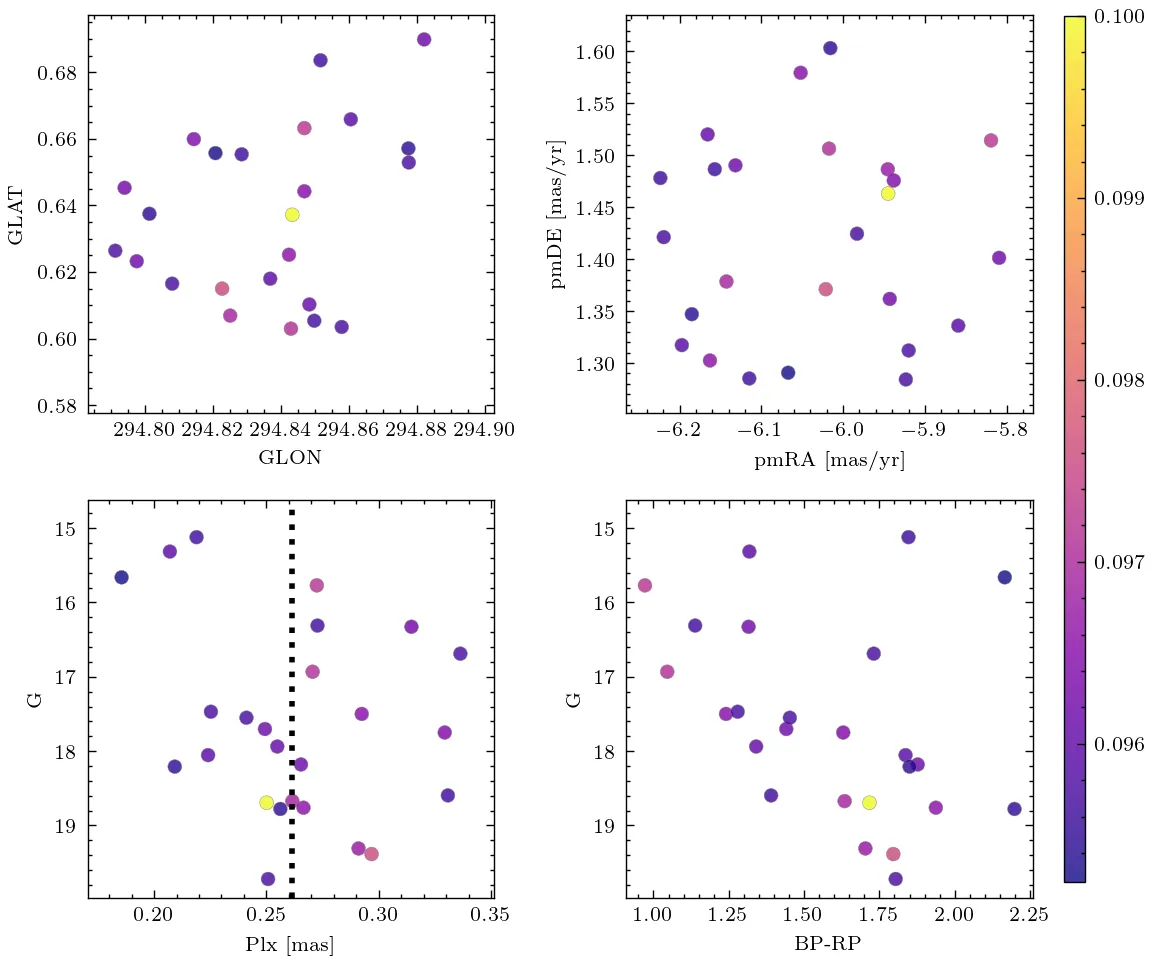 0.68
0.66
0.64
0.62
0.60
0.58
GLAT
294.80 294.82 294.84 294.86 294.88 294.90
GLON
1.60
1.55
1.50
1.45
1.40
1.35
1.30
pmDE [mas/yr]
−6.2 −6.1 −6.0 −5.9 −5.8
pmRA [mas/yr]
0.100
0.099
0.098
0.097
0.096
15
16
17
18
19
G
0.20 0.25 0.30 0.35
Plx [mas]
15
16
17
18
19
G
1.00 1.25 1.50 1.75 2.00 2.25
BP-RP